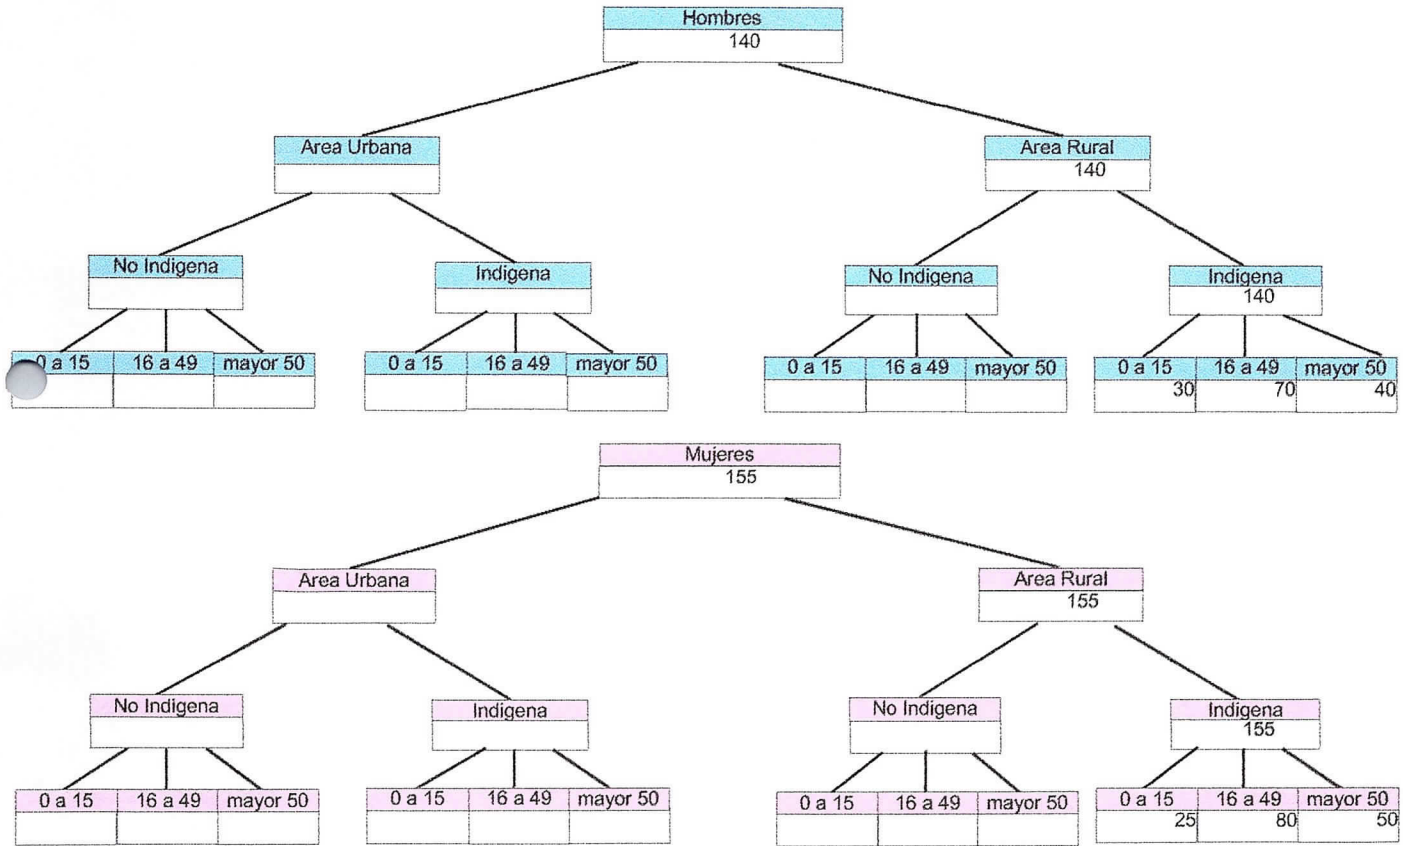 Hombres
140
Area Urbana
Area Rural
140
No Indigena
Indigena
No Indigena
Indigena
140
0 a 15 16 a 49 mayor 50
0 a 15 16 a 49 mayor 50
0 a 15 16 a 49 mayor 50
0 a 15 16 a 49 mayor 50
30 70 40
Mujeres
155
Area Urbana
Area Rural
155
No Indigena
Indigena
No Indigena
Indigena
155
0 a 15 16 a 49 mayor 50
0 a 15 16 a 49 mayor 50
0 a 15 16 a 49 mayor 50
0 a 15 16 a 49 mayor 50
25 80 50